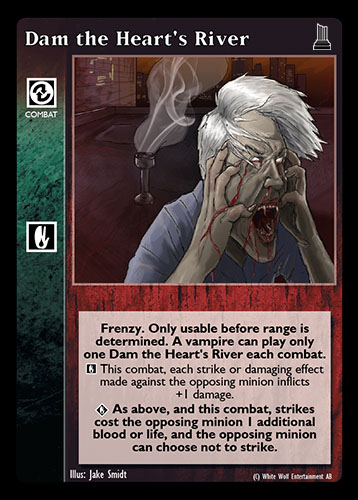 Dam the Heart's River
COMBAT
Frenzy. Only usable before range is
determined. A vampire can play only
one Dam the Heart's River each combat.
This combat, each strike or damaging effect
made against the opposing minion inflicts
+1 damage.
As above, and this combat, strikes
cost the opposing minion 1 additional
blood or life, and the opposing minion
can choose not to strike.
Illus: Jake Smidt
(C) White Wolf Entertainment AB